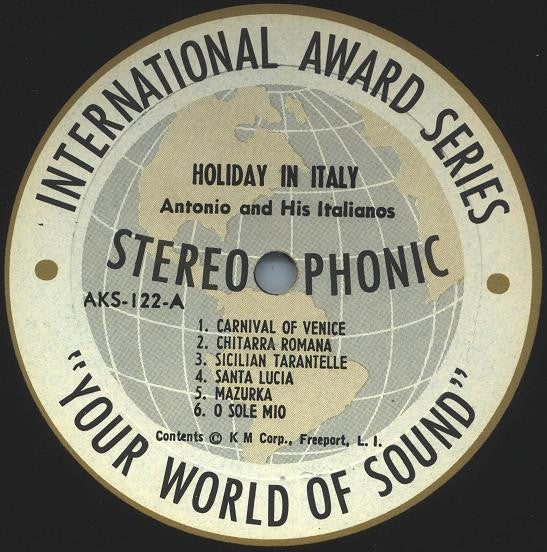 INTERNATIONAL AWARD SERIES
HOLIDAY IN ITALY
Antonio and His Italianos
STEREO PHONIC
AKS-122-A
1. CARNIVAL OF VENICE
2. CHITARRA ROMANA
3. SICILIAN TARANTELLE
4. SANTA LUCIA
5. MAZURKA
6. O SOLE MIO
Contents © K M Corp., Freeport, L. I.
"YOUR WORLD OF SOUND"